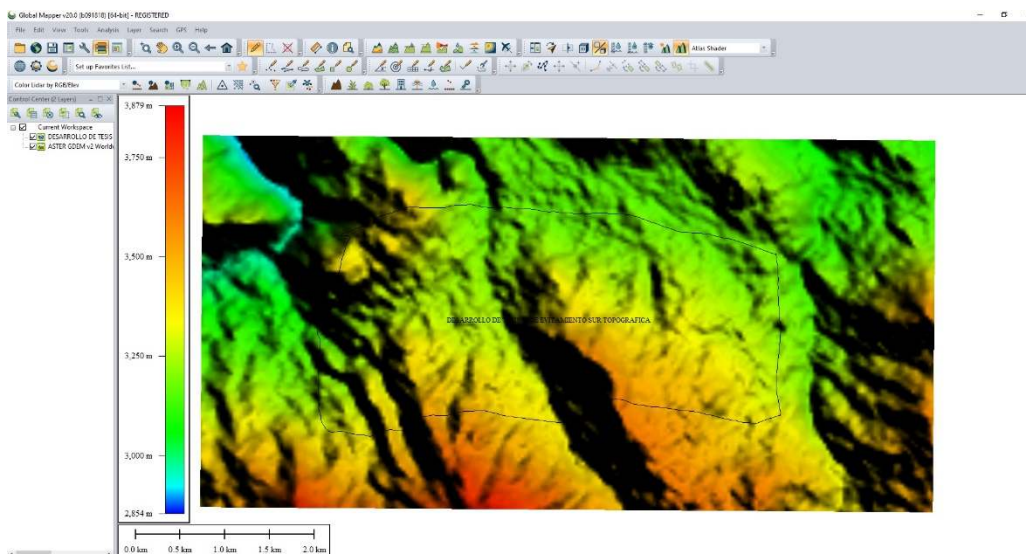 Global Mapper v20.0 (b091818) [64-bit] - REGISTERED
File Edit View Tools Analysis Layer Search GPS Help
Atlas Shader
Set up Favorites List...
Color Lidar by RGB/Elev
Control Center (2 Layers)
Current Workspace
DESARROLLO DE TESIS
ASTER GDEM v2 Worldw
3,879 m
3,750 m
3,500 m
3,250 m
3,000 m
2,854 m
DESARROLLO DE EVITAMIENTO SUR TOPOGRAFICA
0.0 km 0.5 km 1.0 km 1.5 km 2.0 km